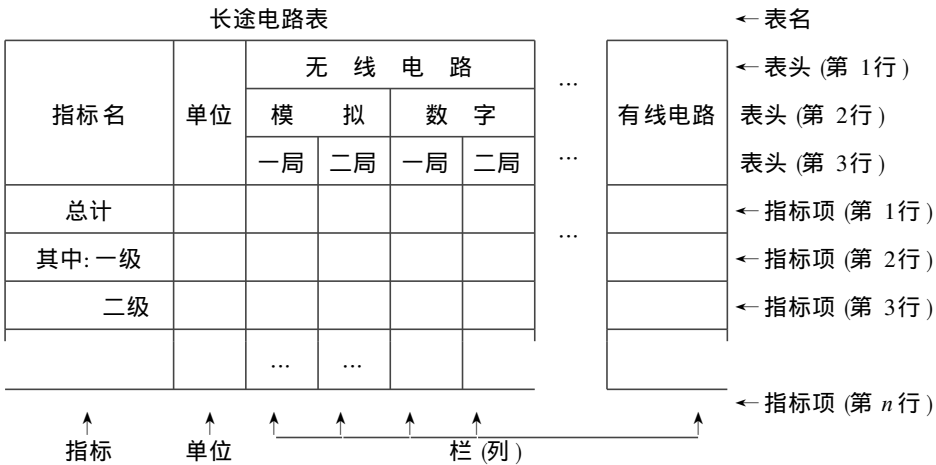 长途电路表 ←表名
无线电路 … ←表头(第 1行)
指标名 单位 模拟 数字 有线电路 表头(第 2行)
一局 二局 一局 二局 … 表头(第 3行)
总计 ←指标项(第 1行)
…
其中:一级 ←指标项(第 2行)
二级 ←指标项(第 3行)
… …
←指标项(第 n行)
指标 单位 栏(列)